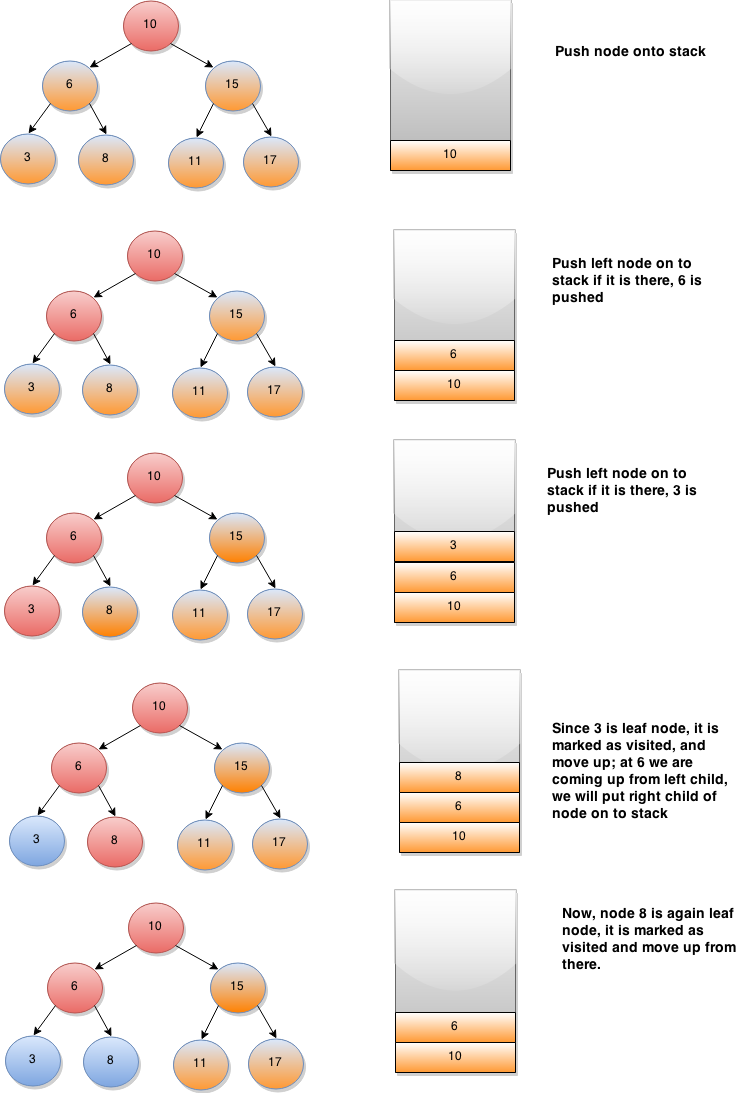 10
6
15
3
8
11
17
10
Push node onto stack
10
6
15
3
8
11
17
6
10
Push left node on to
stack if it is there, 6 is
pushed
10
6
15
3
8
11
17
3
6
10
Push left node on to
stack if it is there, 3 is
pushed
10
6
15
3
8
11
17
8
6
10
Since 3 is leaf node, it is
marked as visited, and
move up; at 6 we are
coming up from left child,
we will put right child of
node on to stack
10
6
15
3
8
11
17
6
10
Now, node 8 is again leaf
node, it is marked as
visited and move up from
there.